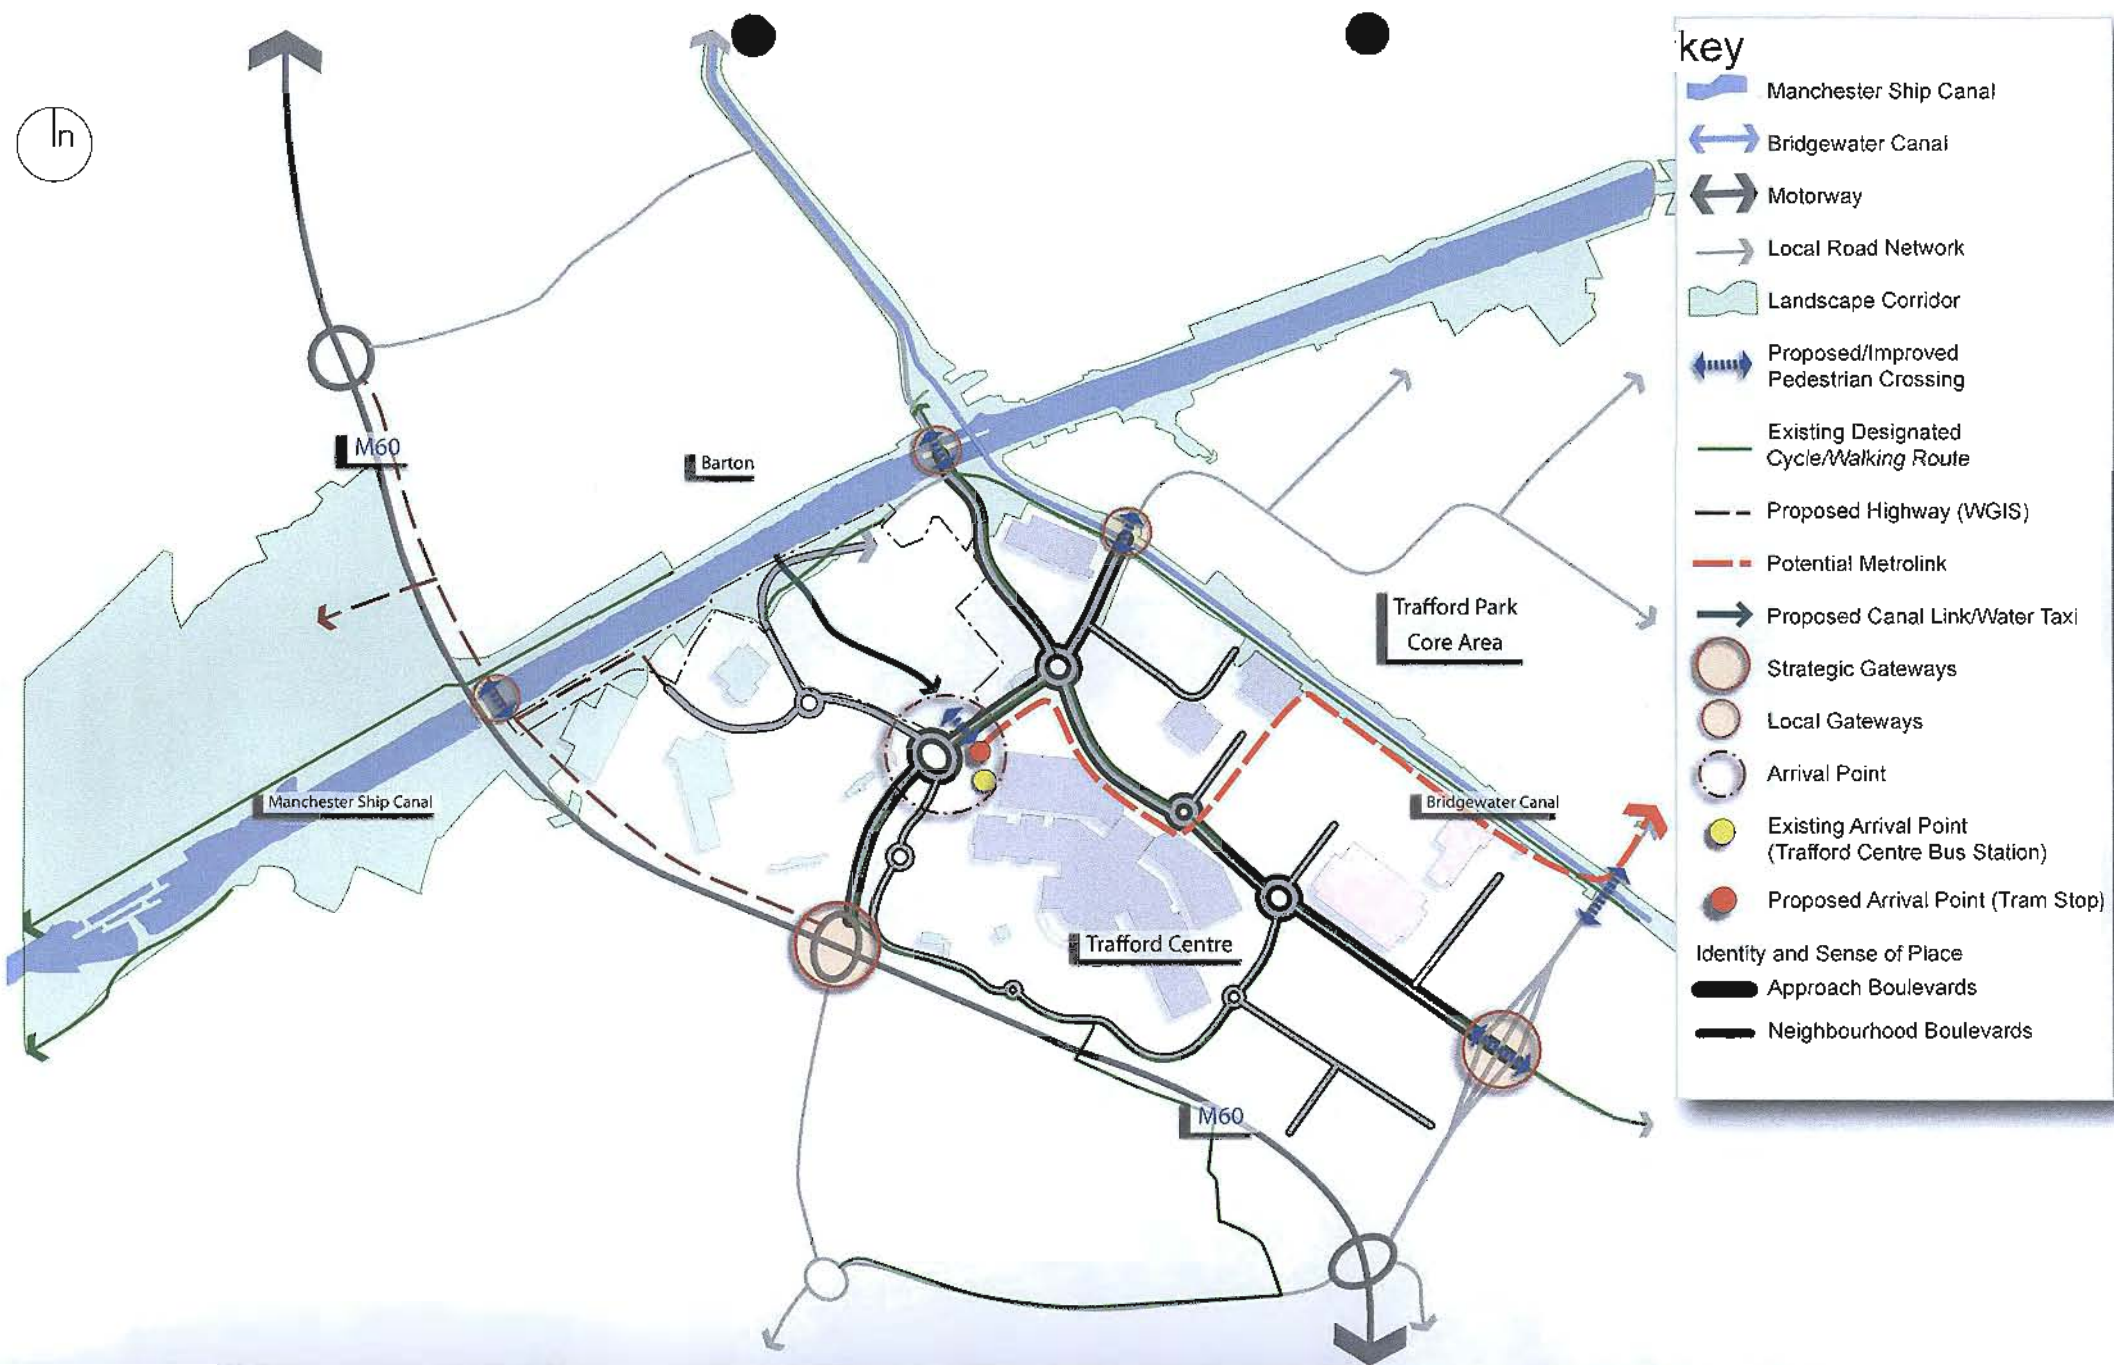 n
M60
Barton
Manchester Ship Canal
Trafford Park
Core Area
Bridgewater Canal
Trafford Centre
M60
key
Manchester Ship Canal
Bridgewater Canal
Motorway
Local Road Network
Landscape Corridor
Proposed/Improved
Pedestrian Crossing
Existing Designated
Cycle/Walking Route
Proposed Highway (WGIS)
Potential Metrolink
Proposed Canal Link/Water Taxi
Strategic Gateways
Local Gateways
Arrival Point
Existing Arrival Point
(Trafford Centre Bus Station)
Proposed Arrival Point (Tram Stop)
Identity and Sense of Place
Approach Boulevards
Neighbourhood Boulevards